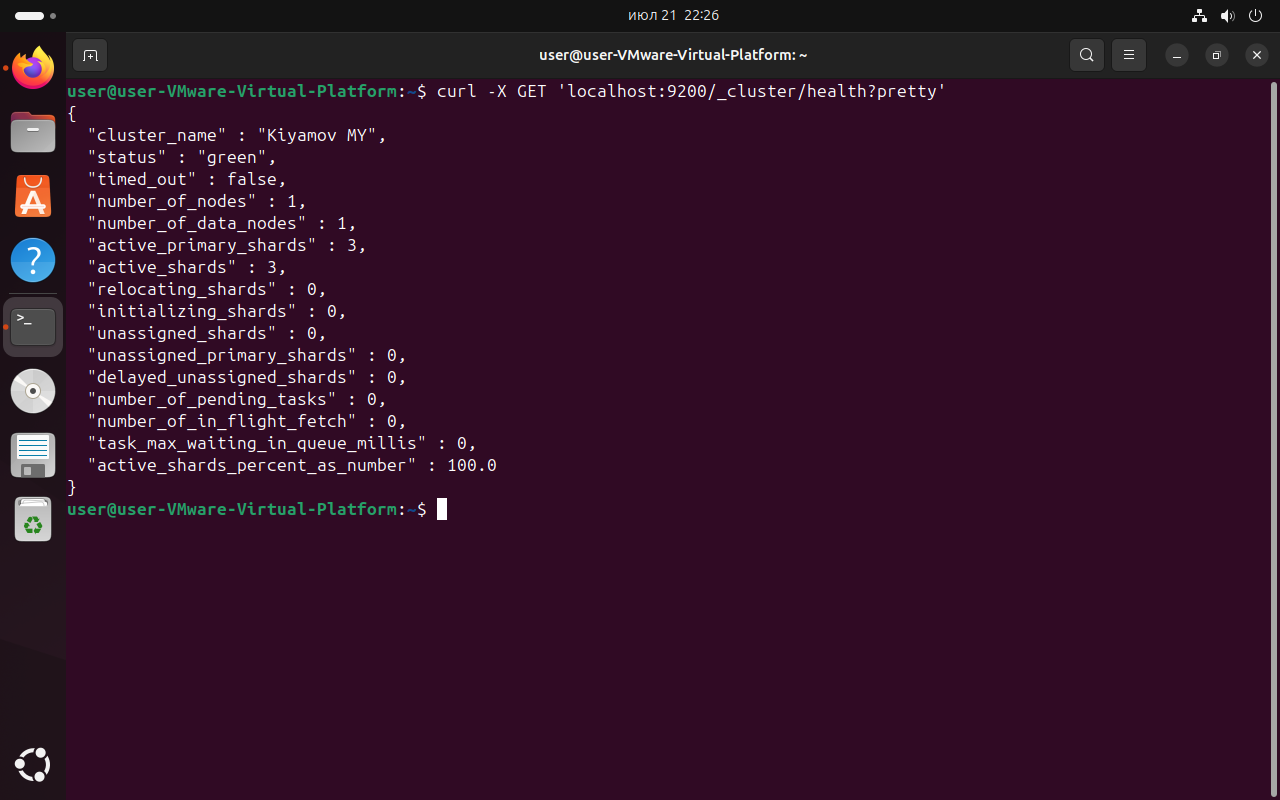 июл 21 22:26
user@user-VMware-Virtual-Platform: ~
user@user-VMware-Virtual-Platform:~$ curl -X GET 'localhost:9200/_cluster/health?pretty'
{
  "cluster_name" : "Kiyamov MY",
  "status" : "green",
  "timed_out" : false,
  "number_of_nodes" : 1,
  "number_of_data_nodes" : 1,
  "active_primary_shards" : 3,
  "active_shards" : 3,
  "relocating_shards" : 0,
  "initializing_shards" : 0,
  "unassigned_shards" : 0,
  "unassigned_primary_shards" : 0,
  "delayed_unassigned_shards" : 0,
  "number_of_pending_tasks" : 0,
  "number_of_in_flight_fetch" : 0,
  "task_max_waiting_in_queue_millis" : 0,
  "active_shards_percent_as_number" : 100.0
}
user@user-VMware-Virtual-Platform:~$